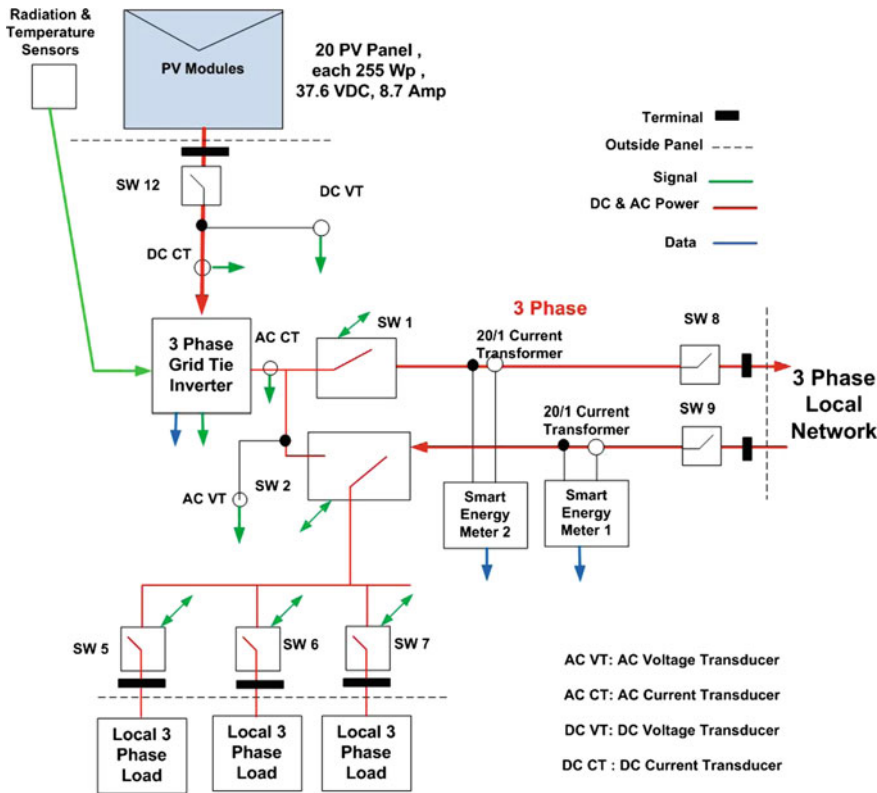 Radiation &
Temperature
Sensors
PV Modules
20 PV Panel ,
each 255 Wp ,
37.6 VDC, 8.7 Amp
Terminal
Outside Panel
Signal
DC & AC Power
Data
SW 12
DC VT
DC CT
3 Phase
Grid Tie
Inverter
AC CT
SW 1
3 Phase
20/1 Current
Transformer
SW 8
3 Phase
Local
Network
20/1 Current
Transformer
SW 9
AC VT
SW 2
Smart
Energy
Meter 2
Smart
Energy
Meter 1
SW 5
SW 6
SW 7
Local 3
Phase
Load
Local 3
Phase
Load
Local 3
Phase
Load
AC VT: AC Voltage Transducer
AC CT: AC Current Transducer
DC VT: DC Voltage Transducer
DC CT : DC Current Transducer